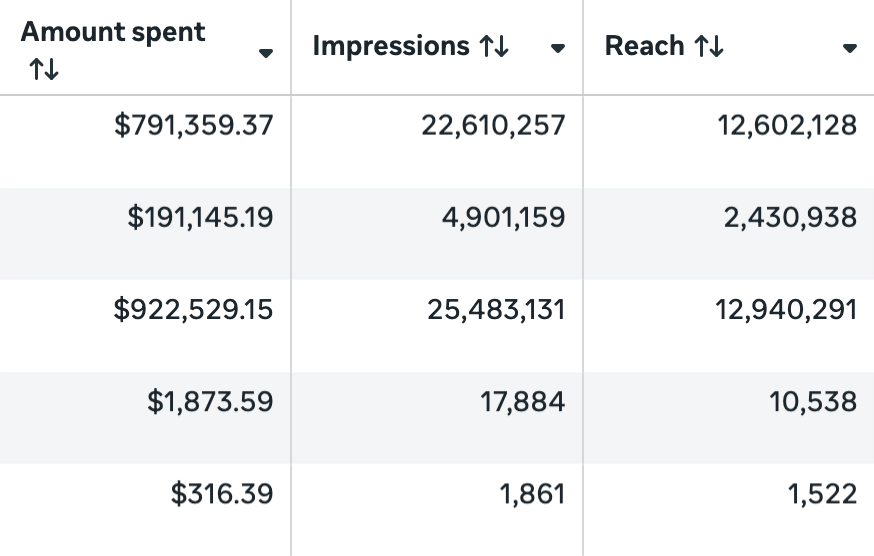 Amount spent ↑↓ Impressions ↑↓ Reach ↑↓
$791,359.37 22,610,257 12,602,128
$191,145.19 4,901,159 2,430,938
$922,529.15 25,483,131 12,940,291
$1,873.59 17,884 10,538
$316.39 1,861 1,522